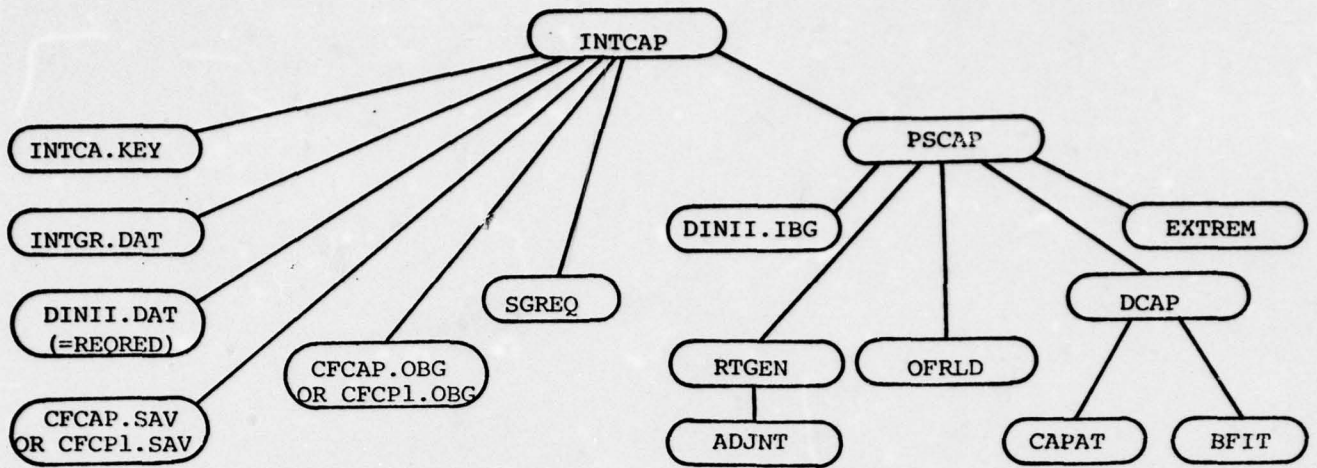 INTCAP
INTCA.KEY
INTGR.DAT
DINII.DAT
(=REQRED)
CFCAP.SAV
OR CFCP1.SAV
CFCAP.OBG
OR CFCP1.OBG
SGREQ
PSCAP
DINII.IBG
EXTREM
DCAP
RTGEN
OFRLD
ADJNT
CAPAT
BFIT